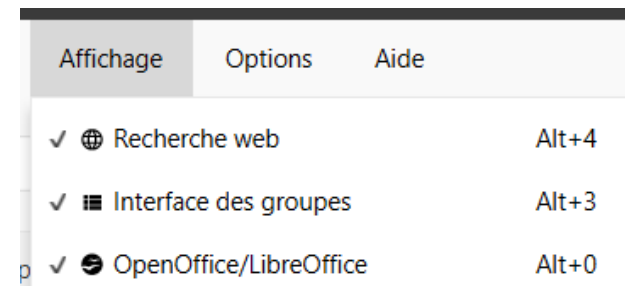 Affichage Options Aide
Recherche web Alt+4
Interface des groupes Alt+3
p OpenOffice/LibreOffice Alt+0